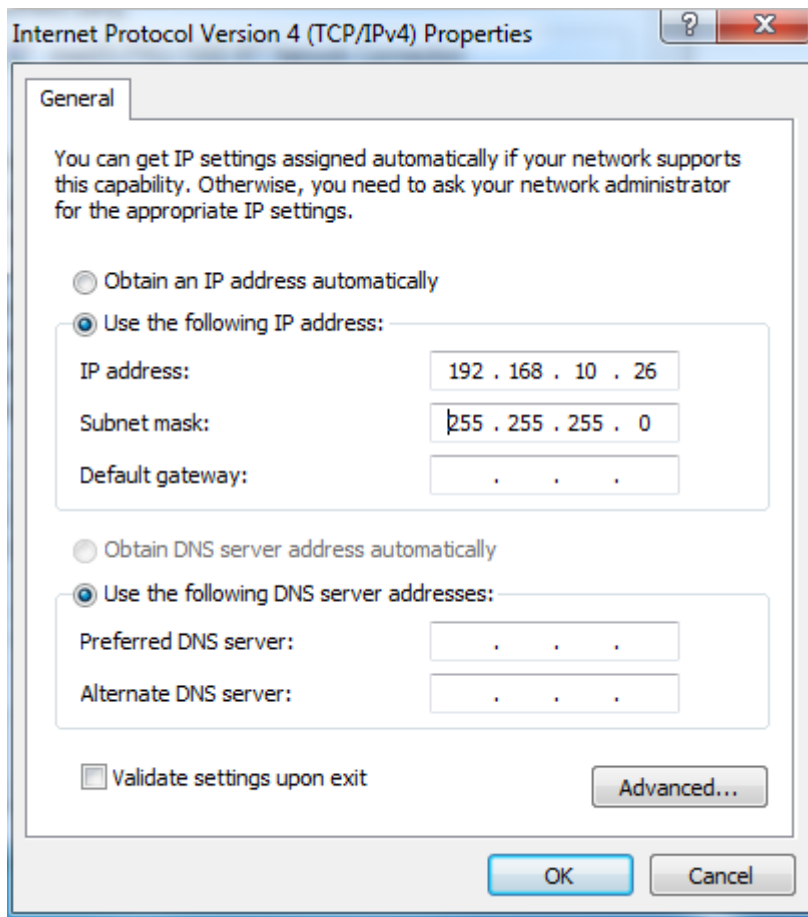 Internet Protocol Version 4 (TCP/IPv4) Properties
?
X
General
You can get IP settings assigned automatically if your network supports
this capability. Otherwise, you need to ask your network administrator
for the appropriate IP settings.
Obtain an IP address automatically
Use the following IP address:
IP address: 192 . 168 . 10 . 26
Subnet mask: 255 . 255 . 255 . 0
Default gateway: . . .
Obtain DNS server address automatically
Use the following DNS server addresses:
Preferred DNS server: . . .
Alternate DNS server: . . .
Validate settings upon exit
Advanced...
OK Cancel